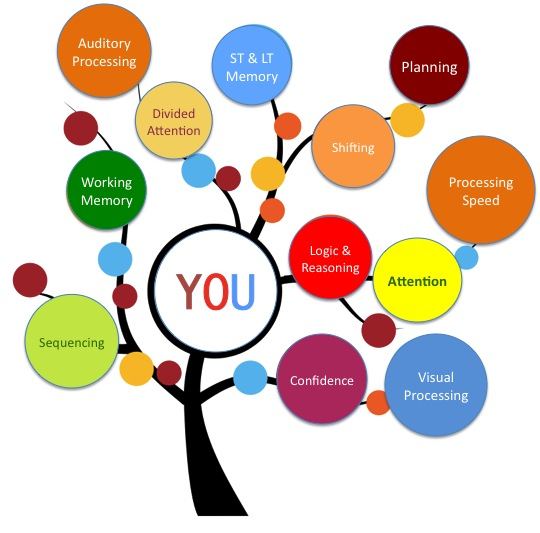 Auditory
Processing
ST & LT
Memory
Planning
Divided
Attention
Shifting
Working
Memory
Processing
Speed
Logic &
Reasoning
Attention
YOU
Sequencing
Confidence
Visual
Processing